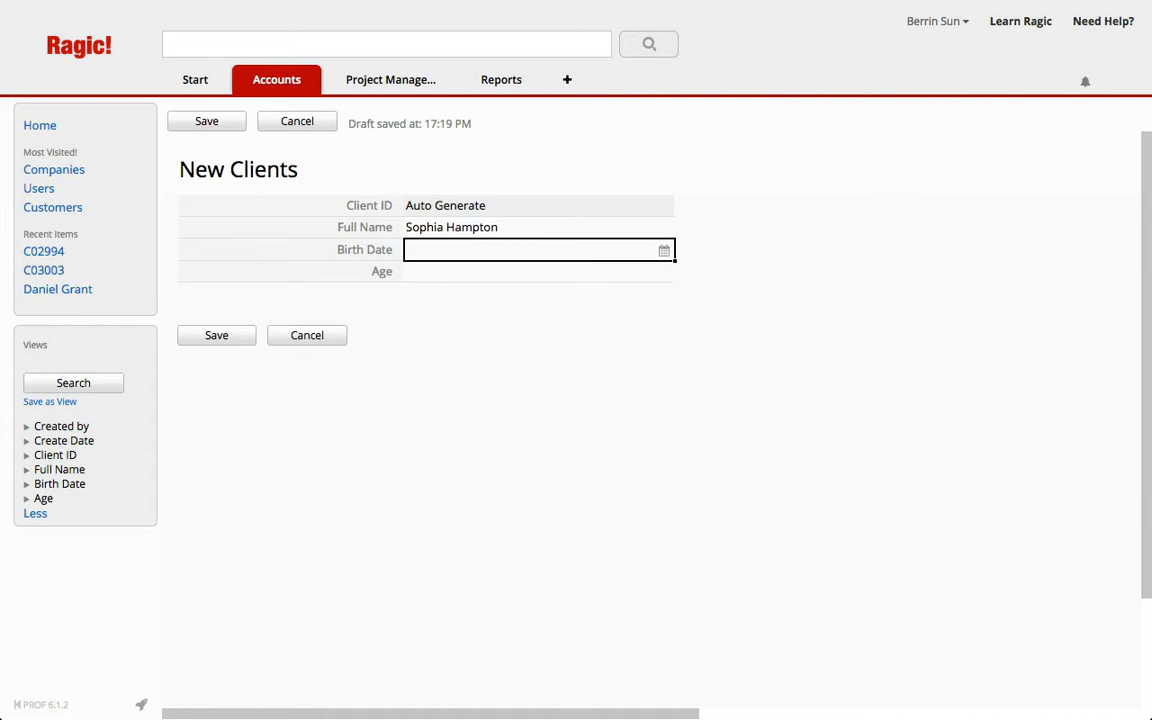 Berrin Sun Learn Ragic Need Help?
Ragic!
Start Accounts Project Manage... Reports +
Save Cancel Draft saved at: 17:19 PM
Home
Most Visited!
Companies
Users
Customers
Recent Items
C02994
C03003
Daniel Grant
New Clients
Client ID Auto Generate
Full Name Sophia Hampton
Birth Date
Age
Save Cancel
Views
Search
Save as View
Created by
Create Date
Client ID
Full Name
Birth Date
Age
Less
PROF 6.1.2